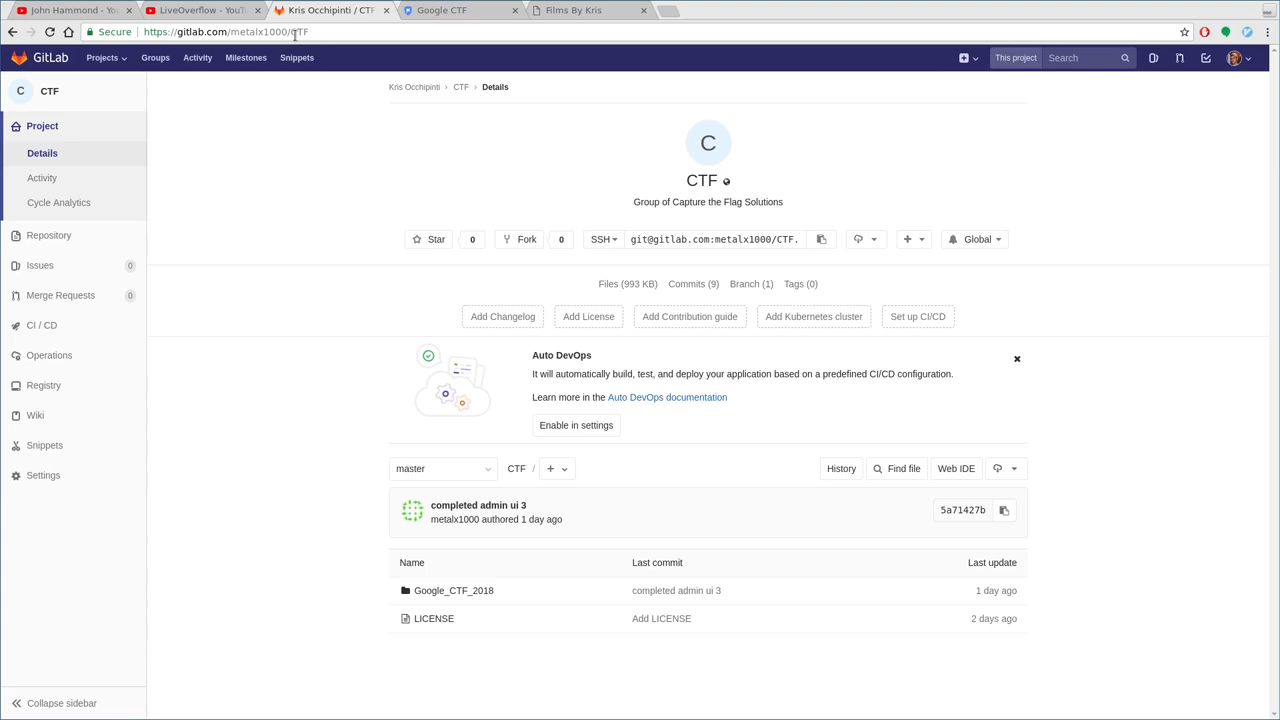 John Hammond - You
LiveOverflow - YouTu
Kris Occhipinti / CTF
Google CTF
Films By Kris
Secure https://gitlab.com/metalx1000/CTF
GitLab Projects Groups Activity Milestones Snippets This project Search
C CTF
Project
Details
Activity
Cycle Analytics
Repository
Issues 0
Merge Requests 0
CI / CD
Operations
Registry
Wiki
Snippets
Settings
Collapse sidebar
Kris Occhipinti > CTF > Details
C
CTF
Group of Capture the Flag Solutions
Star 0 Fork 0 SSH git@gitlab.com:metalx1000/CTF. + Global
Files (993 KB) Commits (9) Branch (1) Tags (0)
Add Changelog Add License Add Contribution guide Add Kubernetes cluster Set up CI/CD
Auto DevOps
It will automatically build, test, and deploy your application based on a predefined CI/CD configuration.
Learn more in the Auto DevOps documentation
Enable in settings
master CTF / + History Find file Web IDE
completed admin ui 3
metalx1000 authored 1 day ago
5a71427b
Name Last commit Last update
Google_CTF_2018 completed admin ui 3 1 day ago
LICENSE Add LICENSE 2 days ago